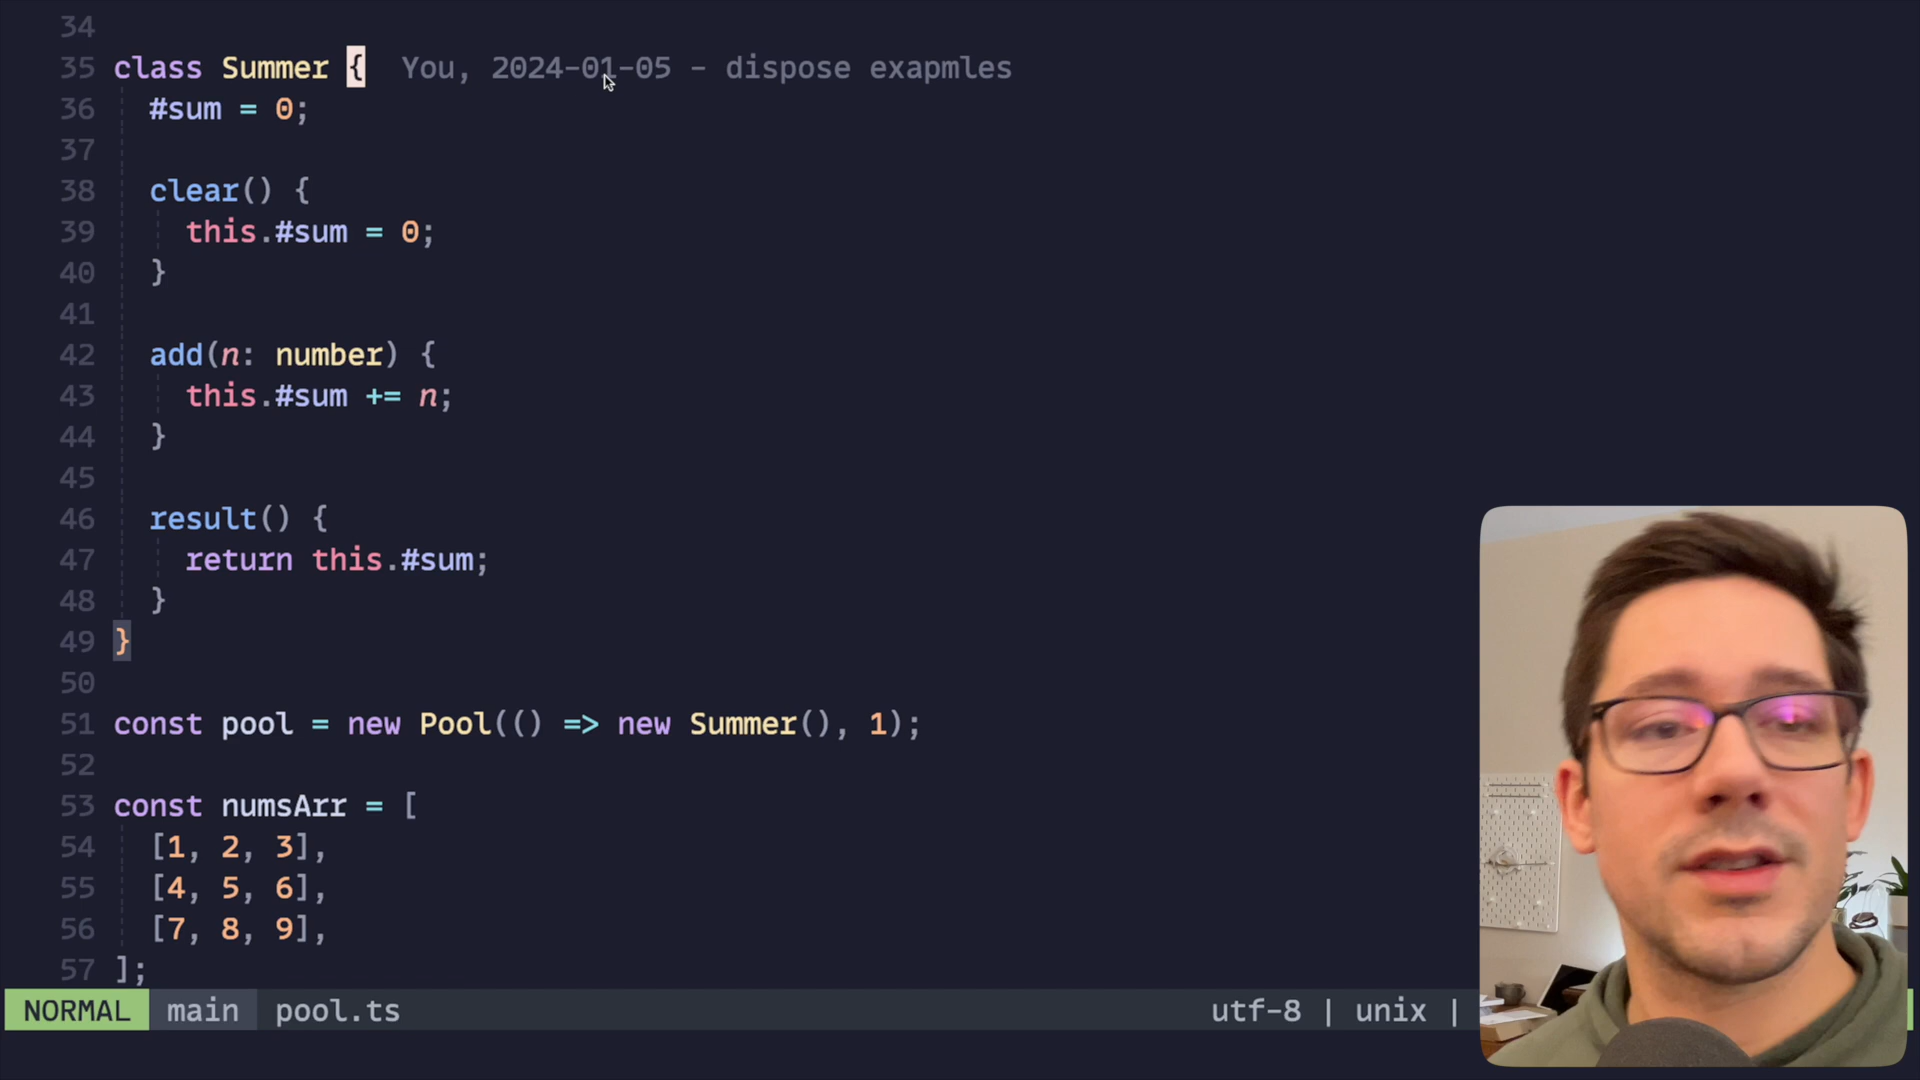 34
35 class Summer { You, 2024-01-05 - dispose exapmles
36 #sum = 0;
37
38 clear() {
39 this.#sum = 0;
40 }
41
42 add(n: number) {
43 this.#sum += n;
44 }
45
46 result() {
47 return this.#sum;
48 }
49 }
50
51 const pool = new Pool(() => new Summer(), 1);
52
53 const numsArr = [
54 [1, 2, 3],
55 [4, 5, 6],
56 [7, 8, 9],
57 ];
NORMAL main pool.ts utf-8 | unix |